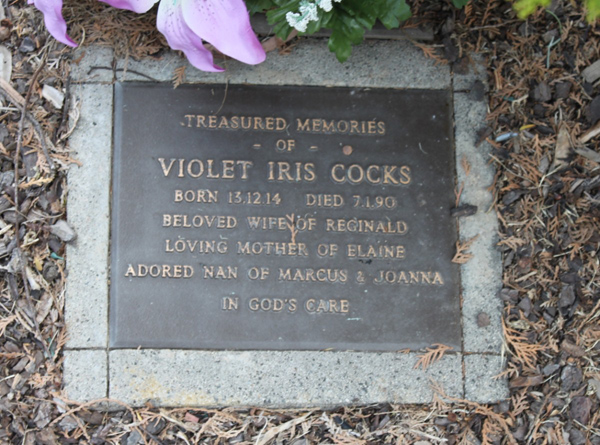 TREASURED MEMORIES
- OF -
VIOLET IRIS COCKS
BORN 13.12.14 DIED 7.1.90
BELOVED WIFE OF REGINALD
LOVING MOTHER OF ELAINE
ADORED NAN OF MARCUS & JOANNA
IN GOD'S CARE